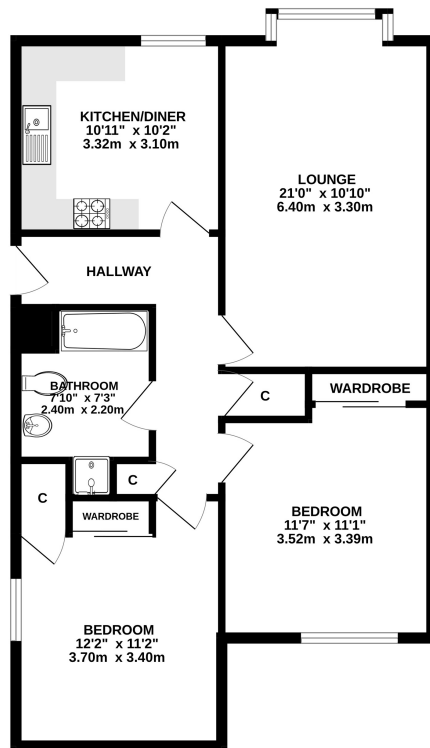 KITCHEN/DINER
10'11" x 10'2"
3.32m x 3.10m
LOUNGE
21'0" x 10'10"
6.40m x 3.30m
HALLWAY
BATHROOM
7'10" x 7'3"
2.40m x 2.20m
C
WARDROBE
C
C
WARDROBE
BEDROOM
11'7" x 11'1"
3.52m x 3.39m
BEDROOM
12'2" x 11'2"
3.70m x 3.40m